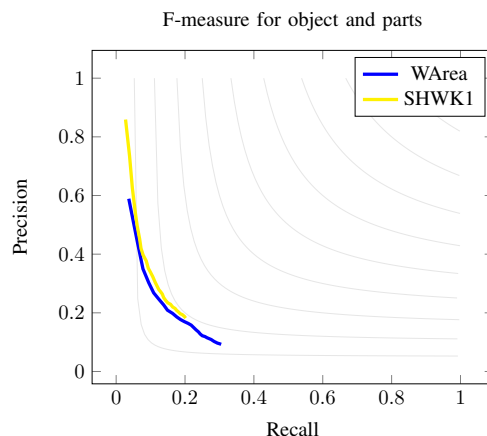 F-measure for object and parts
WArea
SHWK1
1
0.8
0.6
0.4
0.2
0
Precision
0 0.2 0.4 0.6 0.8 1
Recall